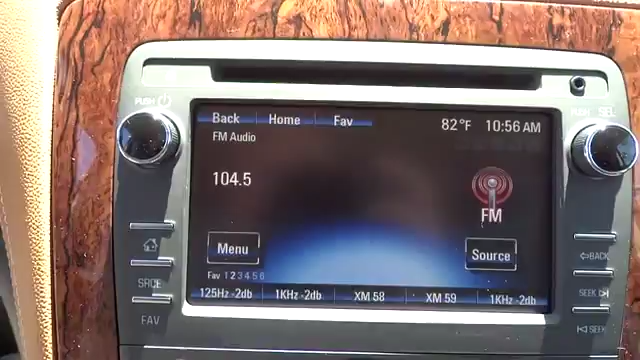 PUSH
PUSH SEL
Back Home Fav 82°F 10:56 AM
FM Audio
104.5
FM
Menu Source
Fav 1 2 3 4 5 6
125Hz -2db 1KHz -2db XM 58 XM 59 1KHz -2db
SRCE
FAV
BACK
SEEK
SEEK